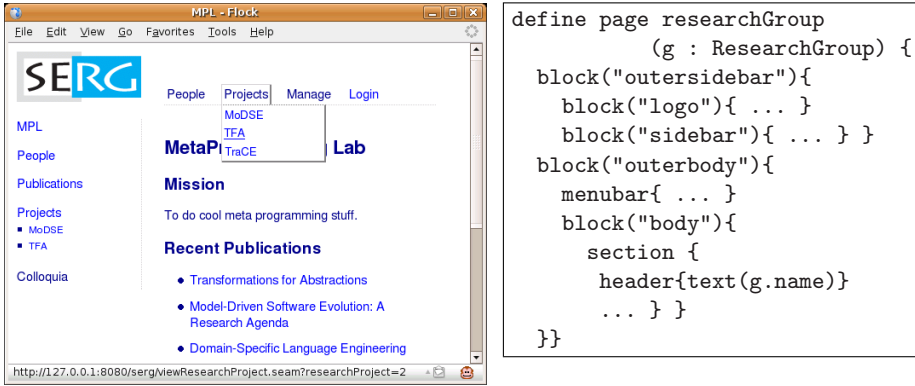 MPL - Flock
File Edit View Go Favorites Tools Help
SERG
People Projects Manage Login
MoDSE
TFA
TraCE
MPL
People
Publications
Projects
MoDSE
TFA
Colloquia
MetaPr Lab
Mission
To do cool meta programming stuff.
Recent Publications
Transformations for Abstractions
Model-Driven Software Evolution: A
Research Agenda
Domain-Specific Language Engineering
http://127.0.0.1:8080/serg/viewResearchProject.seam?researchProject=2
define page researchGroup
(g : ResearchGroup) {
block("outersidebar"){
block("logo"){ ... }
block("sidebar"){ ... } }
block("outerbody"){
menubar{ ... }
block("body"){
section {
header{text(g.name)}
... } }
}}